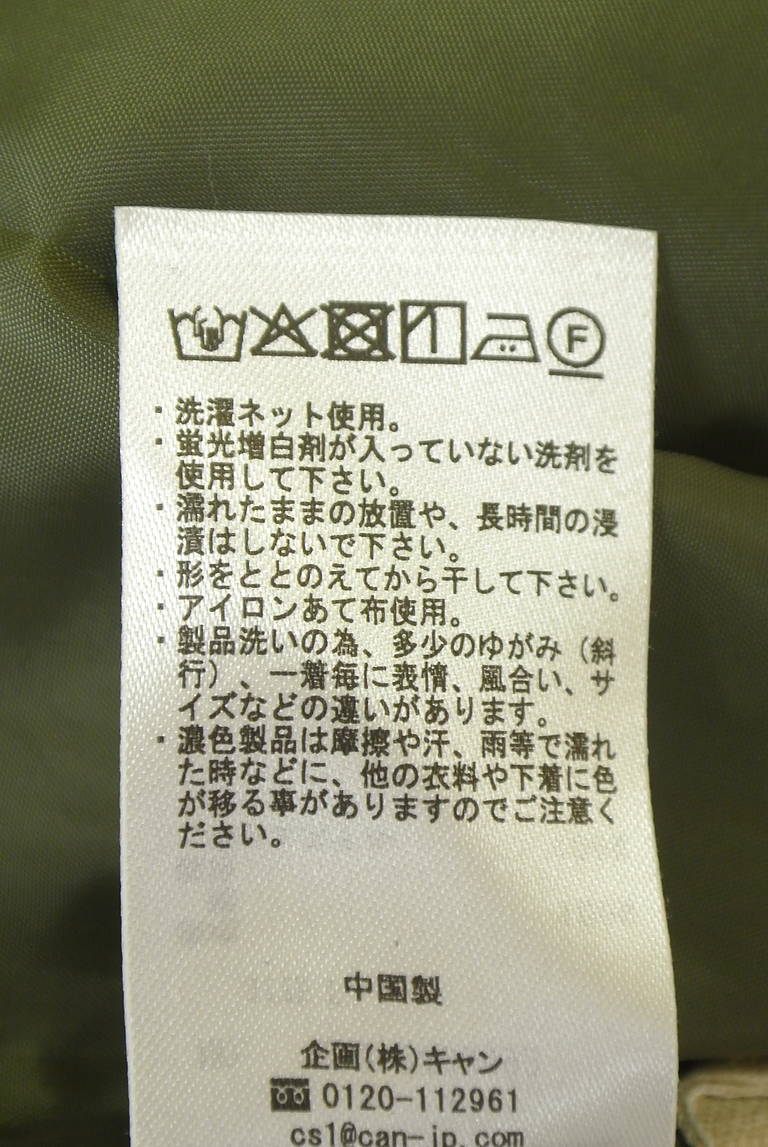 F
・洗濯ネット使用。
・蛍光増白剤が入っていない洗剤を
使用して下さい。
・濡れたままの放置や、長時間の浸
漬はしないで下さい。
・形をととのえてから干して下さい。
・アイロンあて布使用。
・製品洗いの為、多少のゆがみ（斜
行）、一着毎に表情、風合い、サ
イズなどの違いがあります。
・濃色製品は摩擦や汗、雨等で濡れ
た時などに、他の衣料や下着に色
が移る事がありますのでご注意く
ださい。
中国製
企画(株)キャン
0120-112961
cs1@can-jp.com